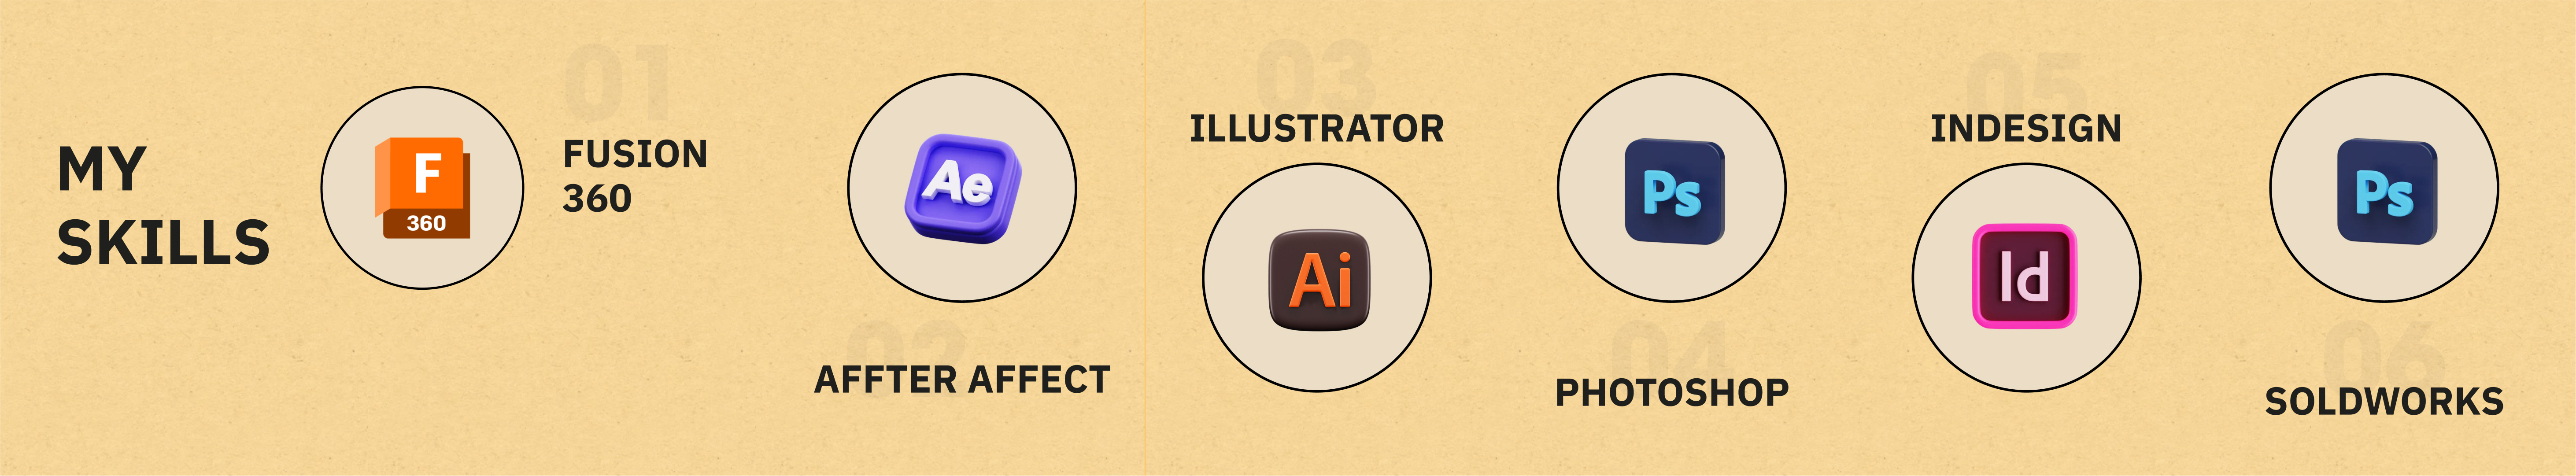 MY
SKILLS
F
360
01
FUSION
360
Ae
02
AFFTER AFFECT
03
ILLUSTRATOR
Ai
Ps
04
PHOTOSHOP
05
INDESIGN
Id
Ps
06
SOLDWORKS